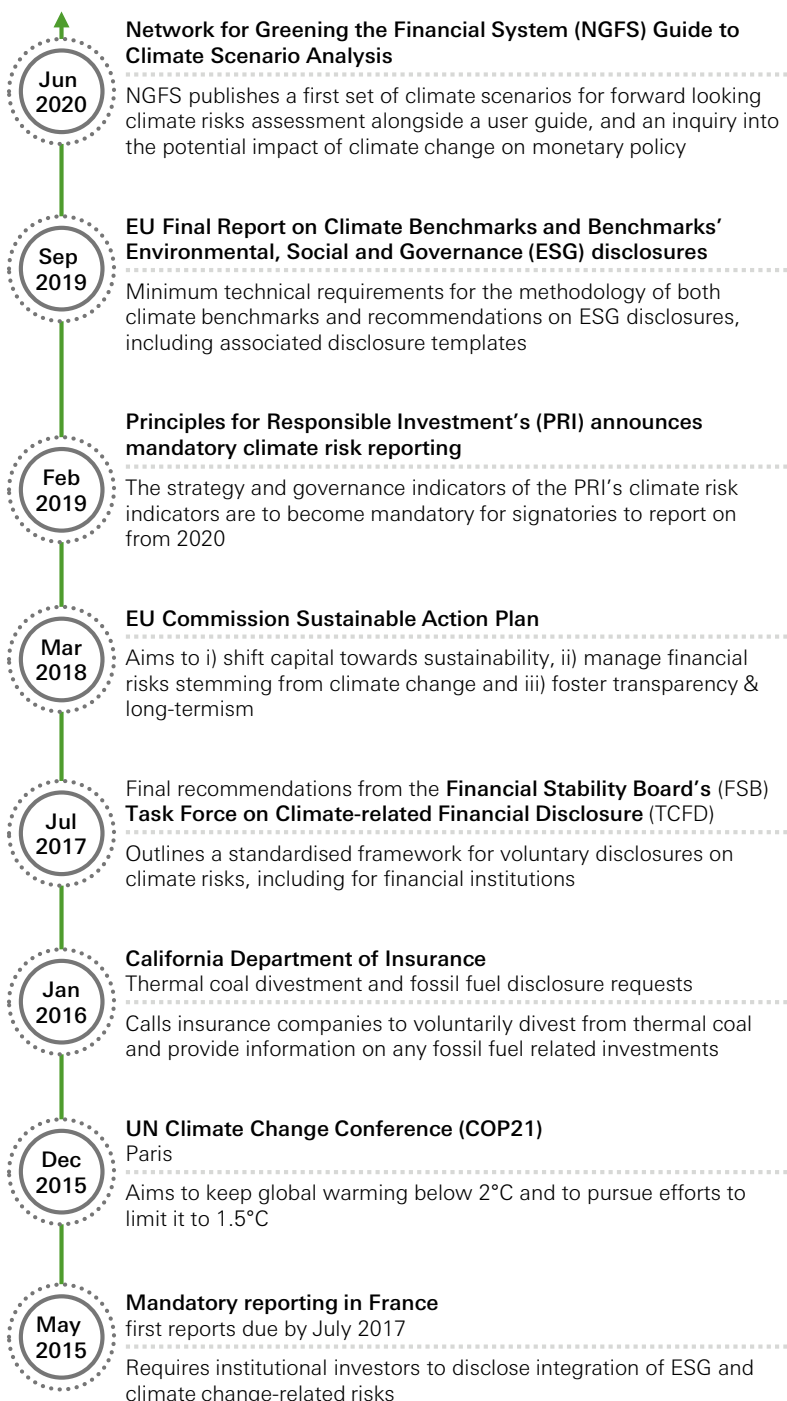 Jun
2020
Network for Greening the Financial System (NGFS) Guide to
Climate Scenario Analysis
NGFS publishes a first set of climate scenarios for forward looking
climate risks assessment alongside a user guide, and an inquiry into
the potential impact of climate change on monetary policy
Sep
2019
EU Final Report on Climate Benchmarks and Benchmarks’
Environmental, Social and Governance (ESG) disclosures
Minimum technical requirements for the methodology of both
climate benchmarks and recommendations on ESG disclosures,
including associated disclosure templates
Feb
2019
Principles for Responsible Investment’s (PRI) announces
mandatory climate risk reporting
The strategy and governance indicators of the PRI’s climate risk
indicators are to become mandatory for signatories to report on
from 2020
Mar
2018
EU Commission Sustainable Action Plan
Aims to i) shift capital towards sustainability, ii) manage financial
risks stemming from climate change and iii) foster transparency &
long-termism
Jul
2017
Final recommendations from the Financial Stability Board’s (FSB)
Task Force on Climate-related Financial Disclosure (TCFD)
Outlines a standardised framework for voluntary disclosures on
climate risks, including for financial institutions
Jan
2016
California Department of Insurance
Thermal coal divestment and fossil fuel disclosure requests
Calls insurance companies to voluntarily divest from thermal coal
and provide information on any fossil fuel related investments
Dec
2015
UN Climate Change Conference (COP21)
Paris
Aims to keep global warming below 2°C and to pursue efforts to
limit it to 1.5°C
May
2015
Mandatory reporting in France
first reports due by July 2017
Requires institutional investors to disclose integration of ESG and
climate change-related risks